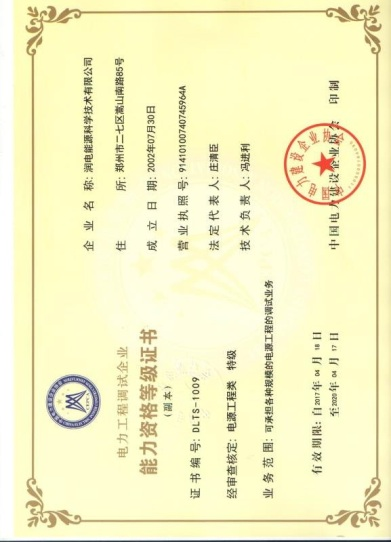 电力工程调试企业
能力资格等级证书
（副本）
证书编号：DLTS-1009
经审查核定：电源工程类 特级
业务范围：可承担各种规模的电源工程的调试业务
有效期限：自2017年04月18日
至2020年04月17日
企业名称：润电能源科学技术有限公司
住所：郑州市二七区嵩山南路85号
成立日期：2002年07月30日
营业执照号：91410100740745964A
法定代表人：庄清臣
技术负责人：冯进利
中国电力建设企业协会 印制